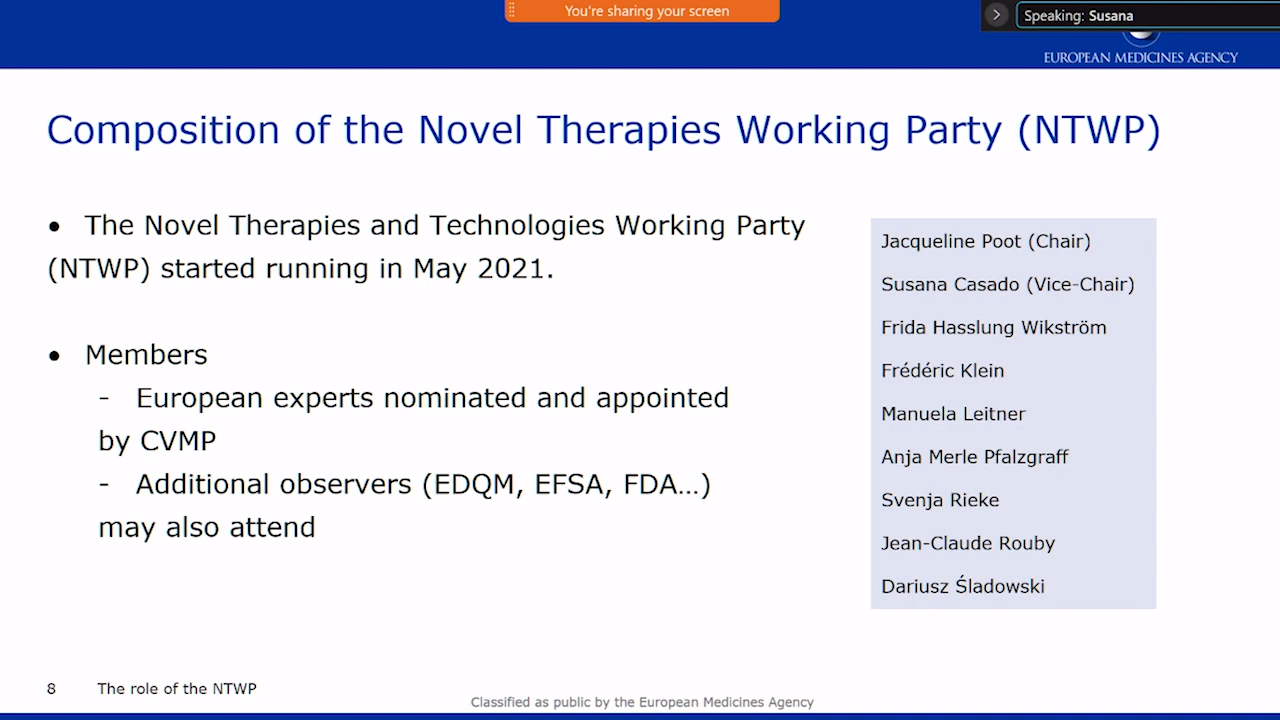 You're sharing your screen
Speaking: Susana
EUROPEAN MEDICINES AGENCY
Composition of the Novel Therapies Working Party (NTWP)
• The Novel Therapies and Technologies Working Party
(NTWP) started running in May 2021.
• Members
- European experts nominated and appointed
by CVMP
- Additional observers (EDQM, EFSA, FDA...)
may also attend
Jacqueline Poot (Chair)
Susana Casado (Vice-Chair)
Frida Hasslung Wikström
Frédéric Klein
Manuela Leitner
Anja Merle Pfalzgraff
Svenja Rieke
Jean-Claude Rouby
Dariusz Śladowski
8 The role of the NTWP
Classified as public by the European Medicines Agency